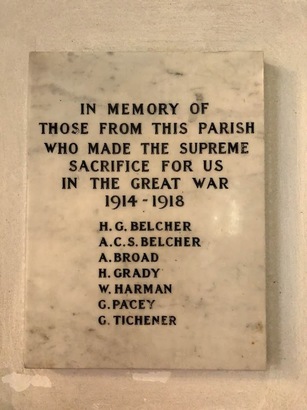 IN MEMORY OF
THOSE FROM THIS PARISH
WHO MADE THE SUPREME
SACRIFICE FOR US
IN THE GREAT WAR
1914-1918
H.G. BELCHER
A.C.S. BELCHER
A. BROAD
H. GRADY
W. HARMAN
G. PACEY
G. TICHENER